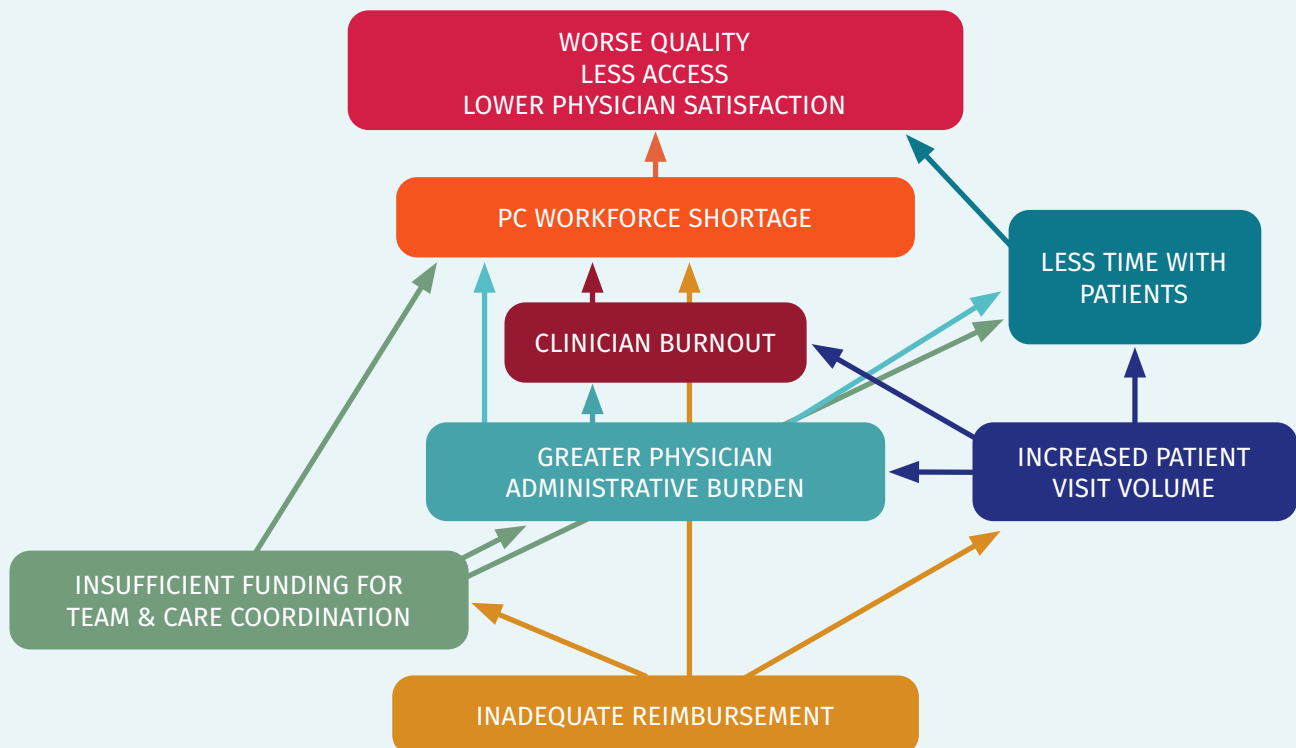 WORSE QUALITY
LESS ACCESS
LOWER PHYSICIAN SATISFACTION
PC WORKFORCE SHORTAGE
LESS TIME WITH
PATIENTS
CLINICIAN BURNOUT
GREATER PHYSICIAN
ADMINISTRATIVE BURDEN
INCREASED PATIENT
VISIT VOLUME
INSUFFICIENT FUNDING FOR
TEAM & CARE COORDINATION
INADEQUATE REIMBURSEMENT